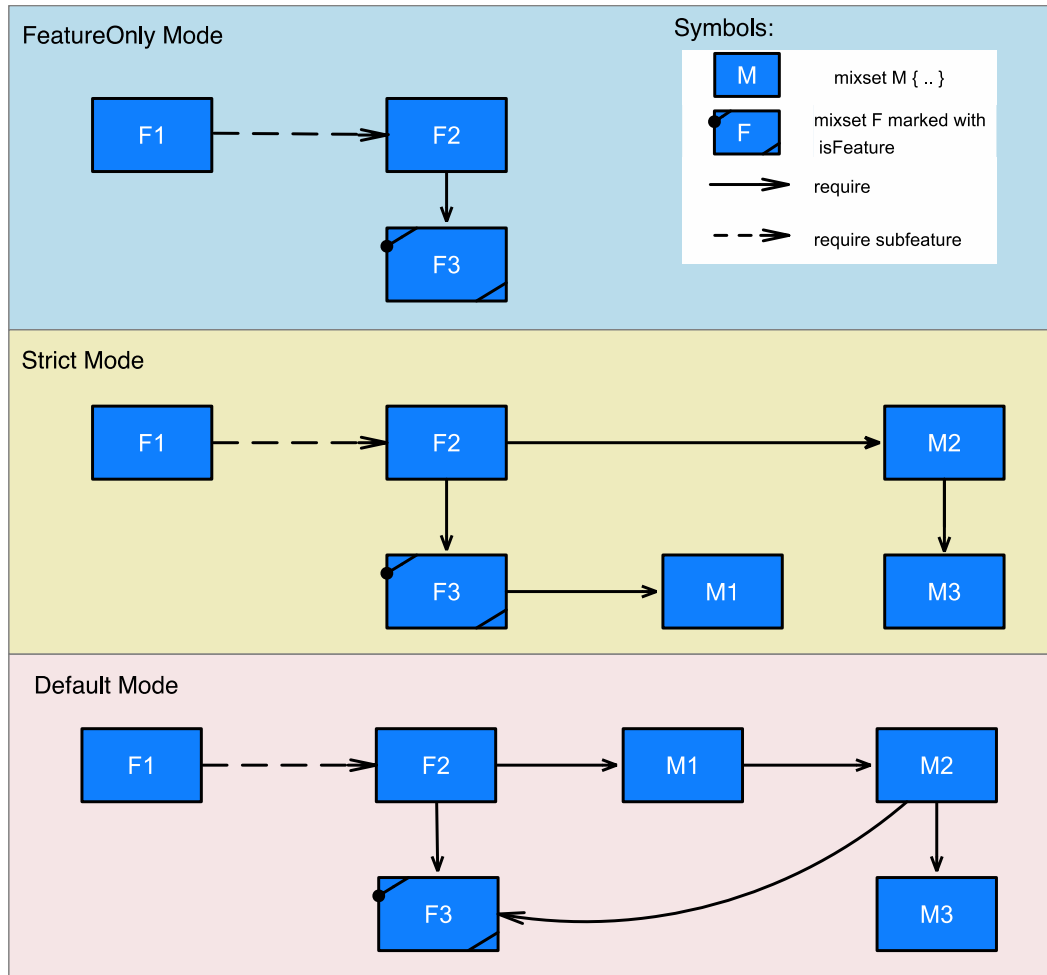 FeatureOnly Mode
Symbols:
M
mixset M { .. }
F
mixset F marked with
isFeature
require
require subfeature
F1
F2
F3
Strict Mode
F1
F2
M2
F3
M1
M3
Default Mode
F1
F2
M1
M2
F3
M3